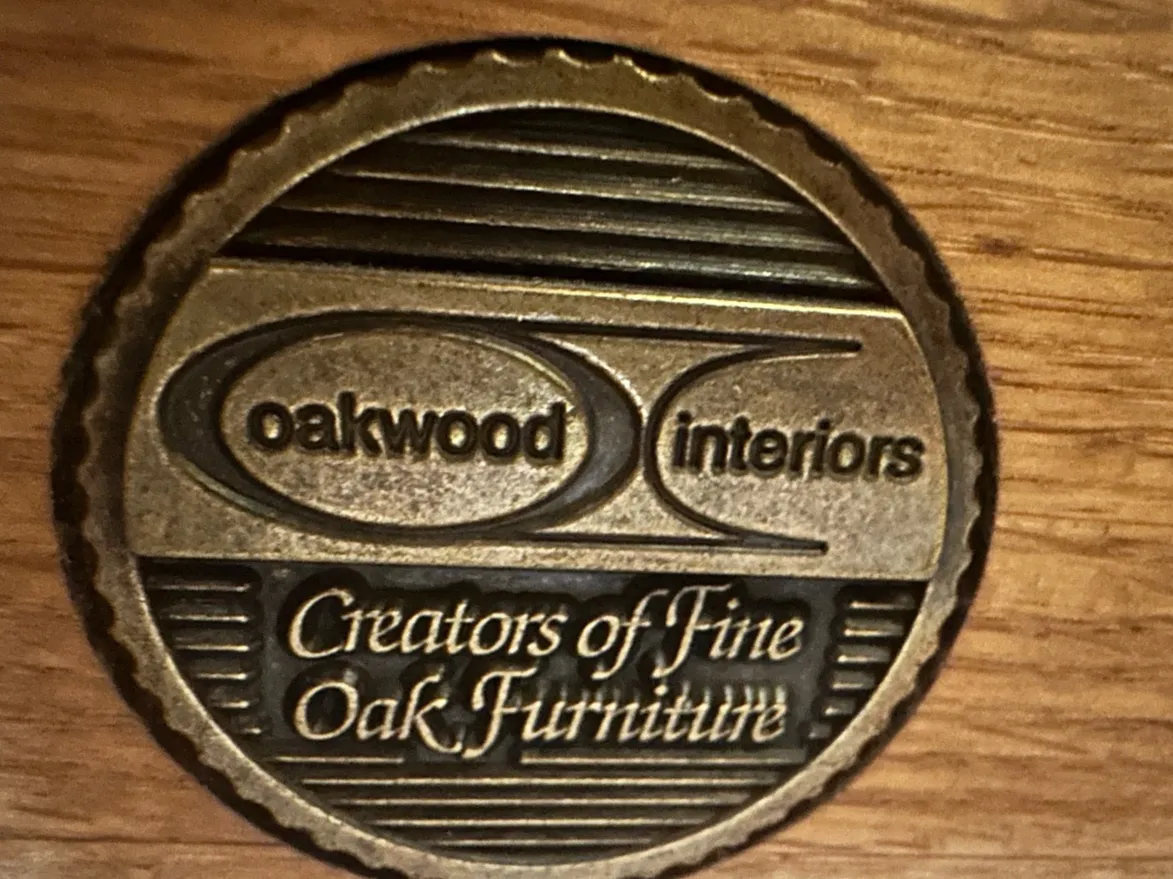 oakwood interiors
Creators of Fine
Oak Furniture